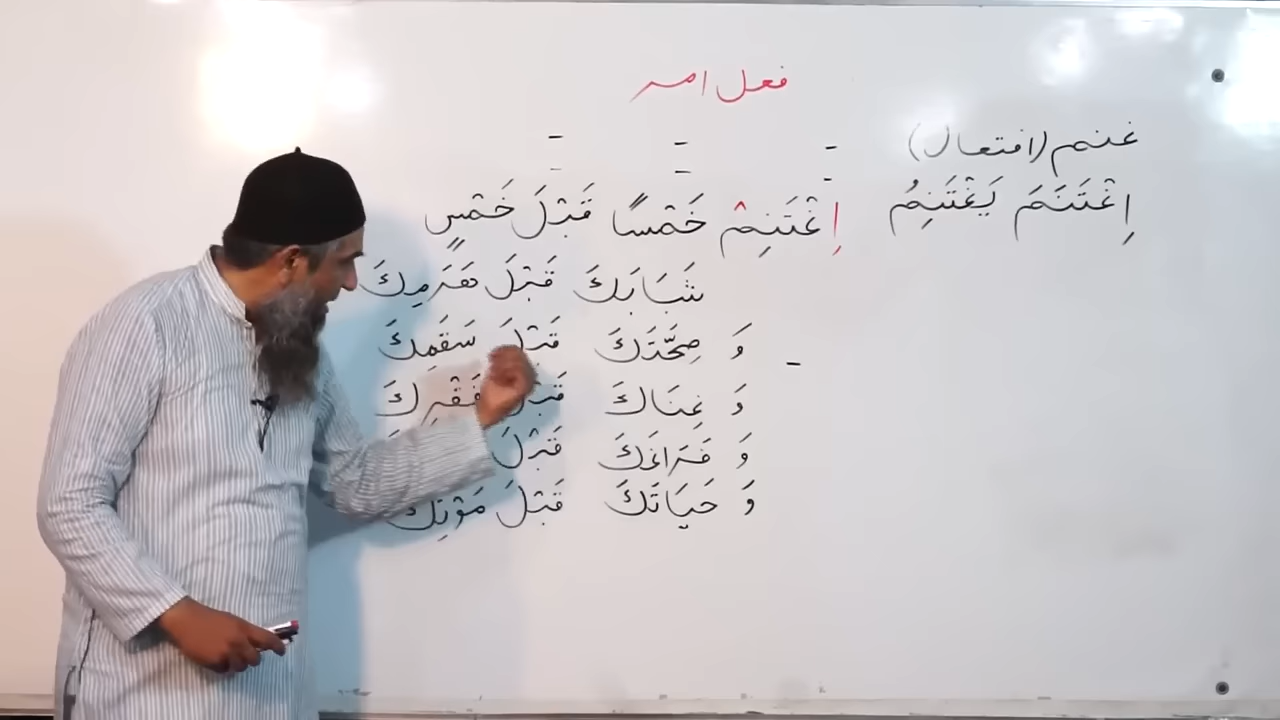 فعل امر
غنم (افتعال)
اِغْتَنَمَ يَغْتَنِمُ
اِغْتَنِمْ خَمْسًا قَبْلَ خَمْسٍ
شَبَابَكَ قَبْلَ هَرَمِكَ
وَ صِحَّتَكَ قَبْلَ سَقَمِكَ
وَ غِنَاكَ قَبْلَ فَقْرِكَ
وَ فَرَاغَكَ قَبْلَ
وَ حَيَاتَكَ قَبْلَ مَوْتِكَ